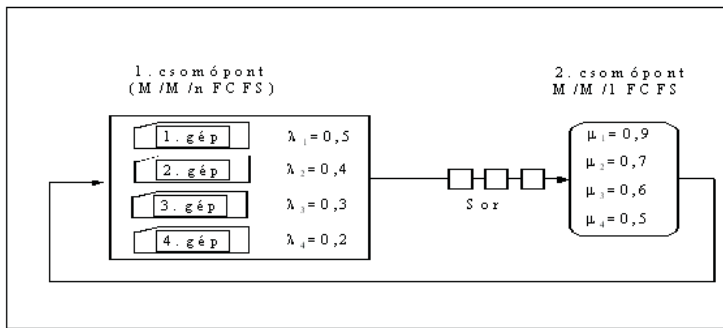 1. csomópont
(M/M/n FCFS)
2. csomópont
M/M/1 FCFS
1. gép λ₁=0,5
2. gép λ₂=0,4
3. gép λ₃=0,3
4. gép λ₄=0,2
Sor
μ₁=0,9
μ₂=0,7
μ₃=0,6
μ₄=0,5